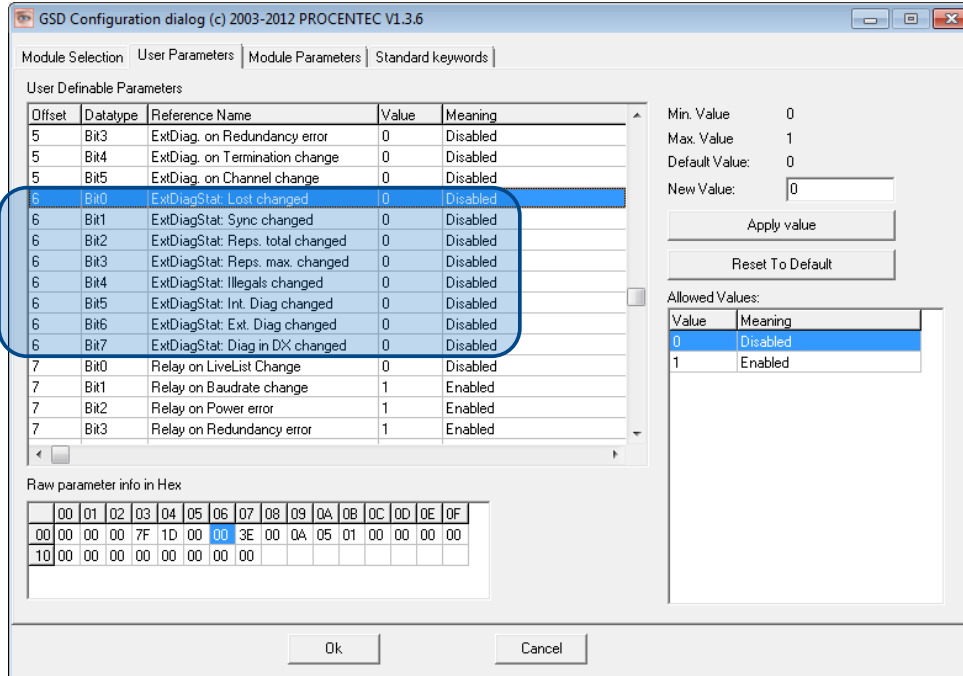 GSD Configuration dialog (c) 2003-2012 PROCENTEC V1.3.6
Module Selection User Parameters Module Parameters Standard keywords
User Definable Parameters
Offset Datatype Reference Name Value Meaning
5 Bit3 ExtDiag. on Redundancy error 0 Disabled
5 Bit4 ExtDiag. on Termination change 0 Disabled
5 Bit5 ExtDiag. on Channel change 0 Disabled
6 Bit0 ExtDiagStat: Lost changed 0 Disabled
6 Bit1 ExtDiagStat: Sync changed 0 Disabled
6 Bit2 ExtDiagStat: Reps. total changed 0 Disabled
6 Bit3 ExtDiagStat: Reps. max. changed 0 Disabled
6 Bit4 ExtDiagStat: Illegals changed 0 Disabled
6 Bit5 ExtDiagStat: Int. Diag changed 0 Disabled
6 Bit6 ExtDiagStat: Ext. Diag changed 0 Disabled
6 Bit7 ExtDiagStat: Diag in DX changed 0 Disabled
7 Bit0 Relay on LiveList Change 0 Disabled
7 Bit1 Relay on Baudrate change 1 Enabled
7 Bit2 Relay on Power error 1 Enabled
7 Bit3 Relay on Redundancy error 1 Enabled
Min. Value 0
Max. Value 1
Default Value: 0
New Value: 0
Apply value
Reset To Default
Allowed Values:
Value Meaning
0 Disabled
1 Enabled
Raw parameter info in Hex
00 01 02 03 04 05 06 07 08 09 0A 0B 0C 0D 0E 0F
00 00 00 00 7F 1D 00 00 3E 00 0A 05 01 00 00 00 00
10 00 00 00 00 00 00 00 00
Ok Cancel